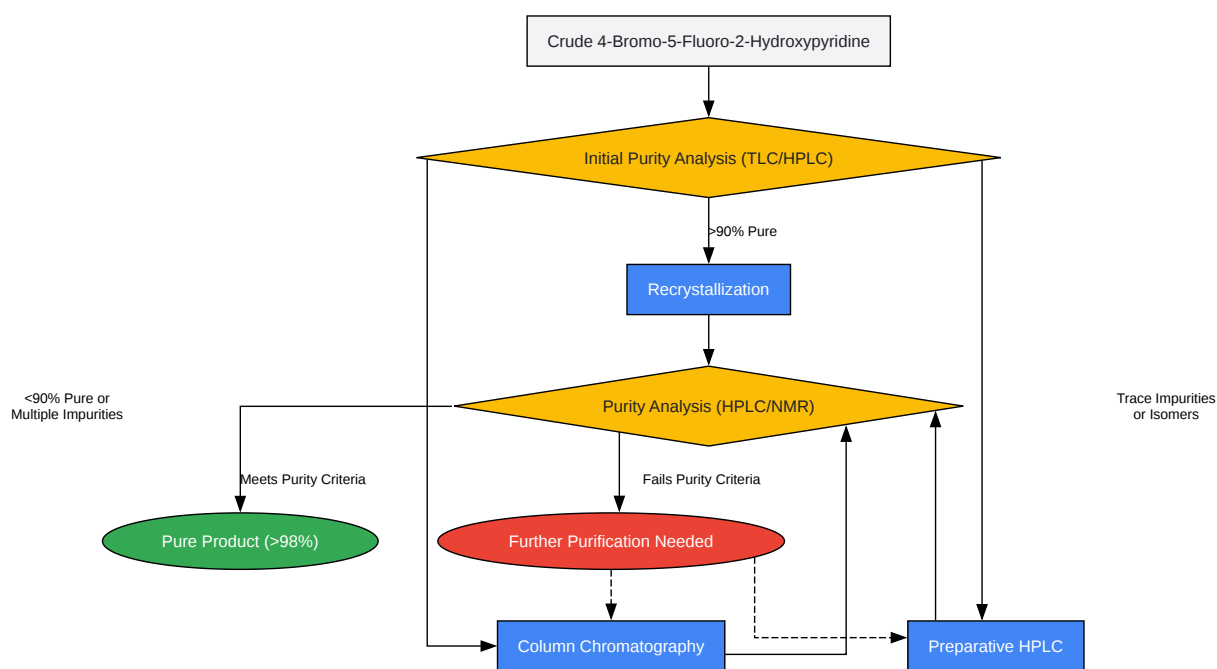 Crude 4-Bromo-5-Fluoro-2-Hydroxypyridine
Initial Purity Analysis (TLC/HPLC)
>90% Pure
Recrystallization
<90% Pure or
Multiple Impurities
Purity Analysis (HPLC/NMR)
Trace Impurities
or Isomers
Meets Purity Criteria
Fails Purity Criteria
Pure Product (>98%)
Further Purification Needed
Column Chromatography
Preparative HPLC